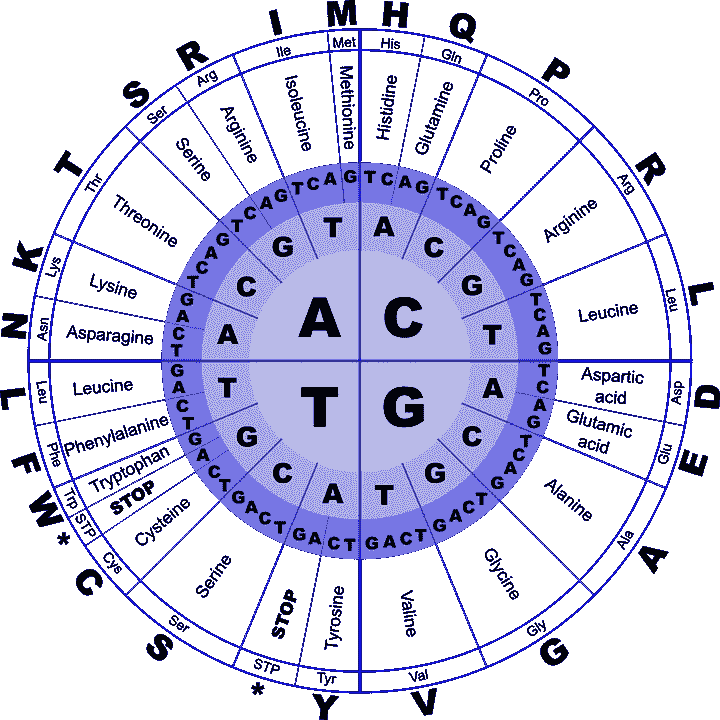 H
His
Histidine
Q
Gln
Glutamine
P
Pro
Proline
R
Arg
Arginine
L
Leu
Leucine
D
Asp
Aspartic
acid
E
Glu
Glutamic
acid
A
Ala
Alanine
G
Gly
Glycine
V
Val
Valine
Y
Tyr
Tyrosine
*
STP
STOP
S
Ser
Serine
C
Cys
Cysteine
*
STP
STOP
W
Trp
Tryptophan
F
Phe
Phenylalanine
L
Leu
Leucine
N
Asn
Asparagine
K
Lys
Lysine
T
Thr
Threonine
S
Ser
Serine
R
Arg
Arginine
I
Ile
Isoleucine
M
Met
Methionine
T C A G T C A G T C A G T C A G
T C A G T C A G T C A G T C A G
T C A G T C A G T C A G T C A G
T C A G T C A G T C A G T C A G
A C G T
A C G T
A C G T
A C G T
A C
T G